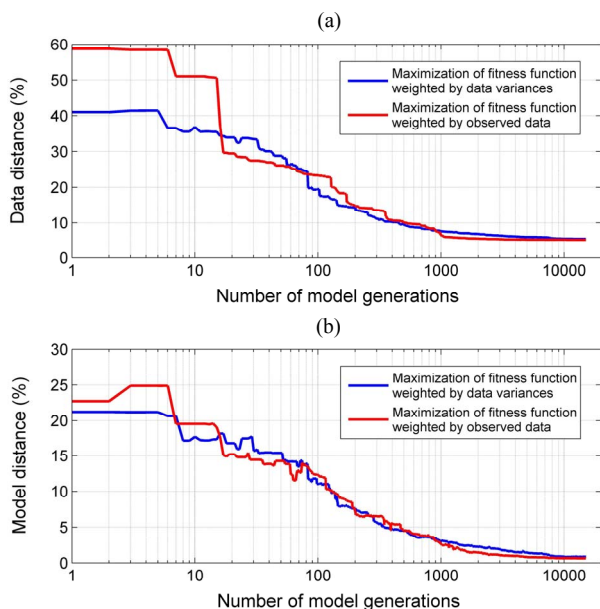 (a)
60
50
40
30
20
10
0
Data distance (%)
Maximization of fitness function
weighted by data variances
Maximization of fitness function
weighted by observed data
1 10 100 1000 10000
Number of model generations
(b)
30
25
20
15
10
5
0
Model distance (%)
Maximization of fitness function
weighted by data variances
Maximization of fitness function
weighted by observed data
1 10 100 1000 10000
Number of model generations